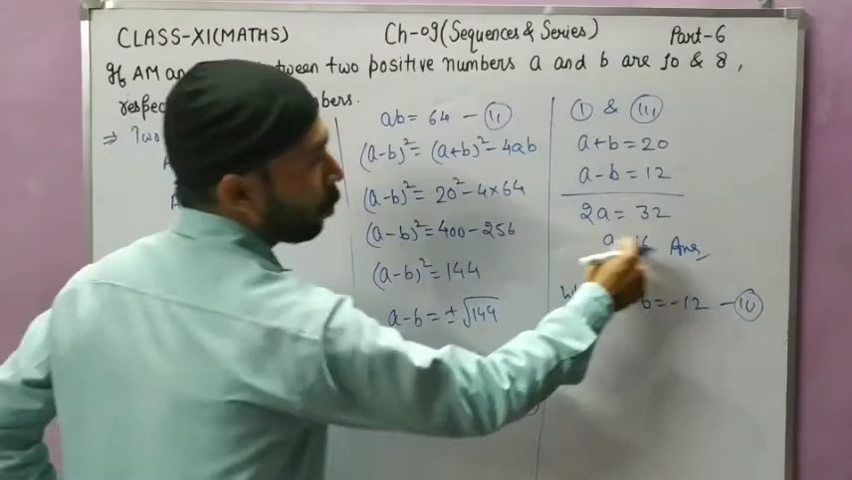 CLASS-XI(MATHS) Ch-09(Sequences & Series) Part-6
If AM an tween two positive numbers a and b are 10 & 8,
respec bers.
⇒ Two
ab = 64 - (ii)
(a-b)² = (a+b)² - 4ab
(a-b)² = 20² - 4×64
(a-b)² = 400 - 256
(a-b)² = 144
a-b = ± √144
(i) & (iii)
a+b = 20
a-b = 12
2a = 32
a 16 Ans
b = -12 - (iv)